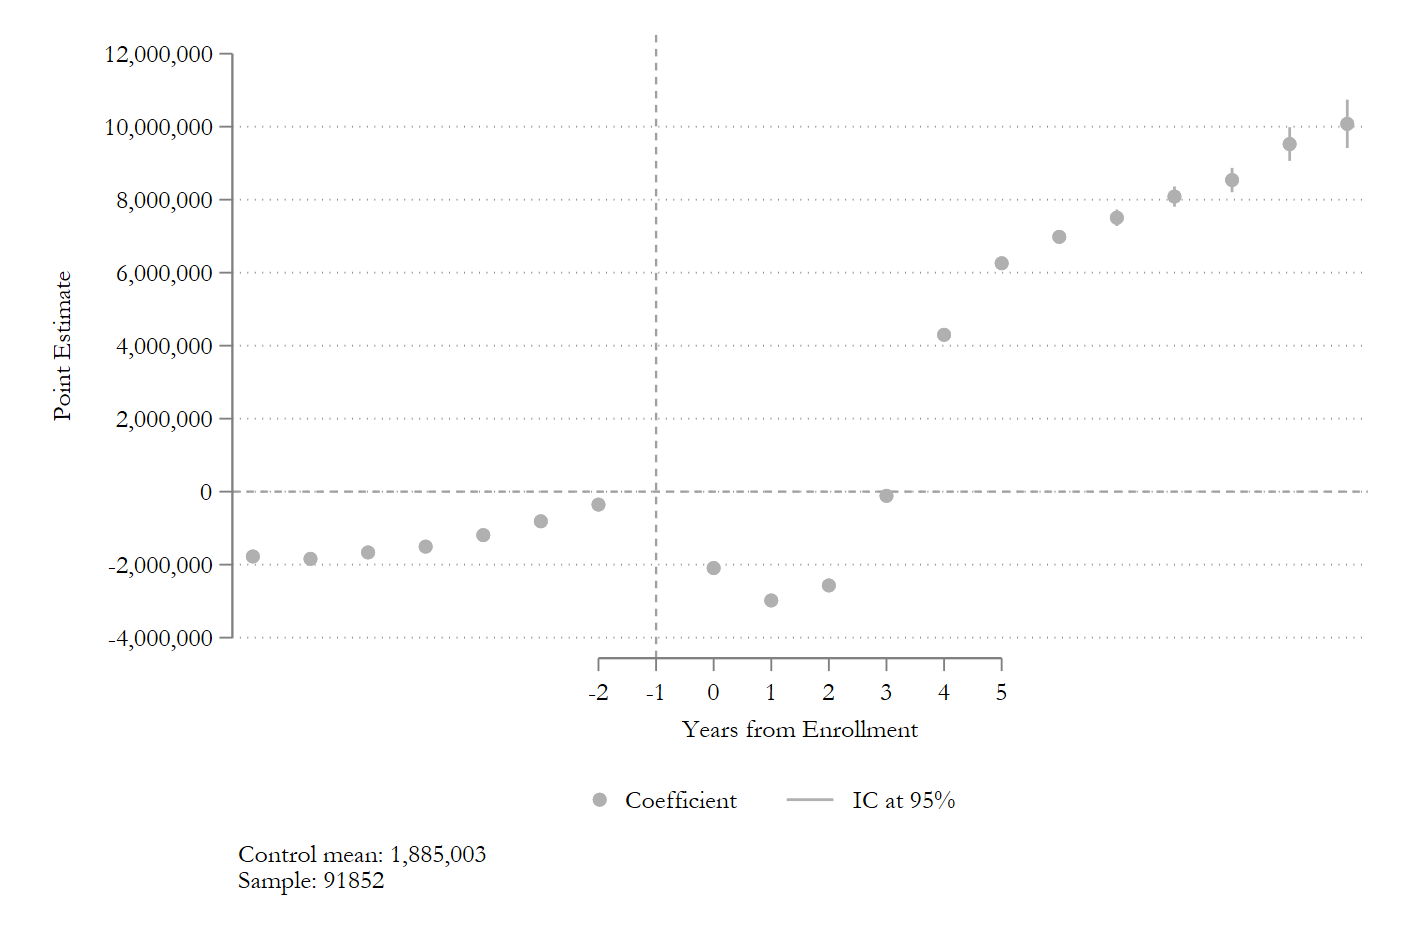 12,000,000
10,000,000
8,000,000
6,000,000
4,000,000
2,000,000
0
-2,000,000
-4,000,000
Point Estimate
-2 -1 0 1 2 3 4 5
Years from Enrollment
Coefficient IC at 95%
Control mean: 1,885,003
Sample: 91852